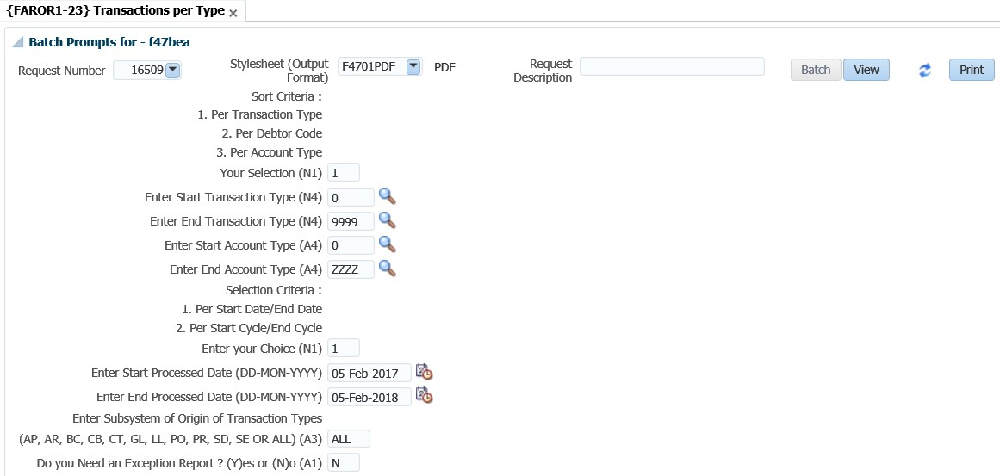 {FAROR1-23} Transactions per Type
Batch Prompts for - f47bea
Request Number 16509 Stylesheet (Output Format) F4701PDF PDF Request Description Batch View Print
Sort Criteria :
1. Per Transaction Type
2. Per Debtor Code
3. Per Account Type
Your Selection (N1) 1
Enter Start Transaction Type (N4) 0
Enter End Transaction Type (N4) 9999
Enter Start Account Type (A4) 0
Enter End Account Type (A4) ZZZZ
Selection Criteria :
1. Per Start Date/End Date
2. Per Start Cycle/End Cycle
Enter your Choice (N1) 1
Enter Start Processed Date (DD-MON-YYYY) 05-Feb-2017
Enter End Processed Date (DD-MON-YYYY) 05-Feb-2018
Enter Subsystem of Origin of Transaction Types
(AP, AR, BC, CB, CT, GL, LL, PO, PR, SD, SE OR ALL) (A3) ALL
Do you Need an Exception Report ? (Y)es or (N)o (A1) N